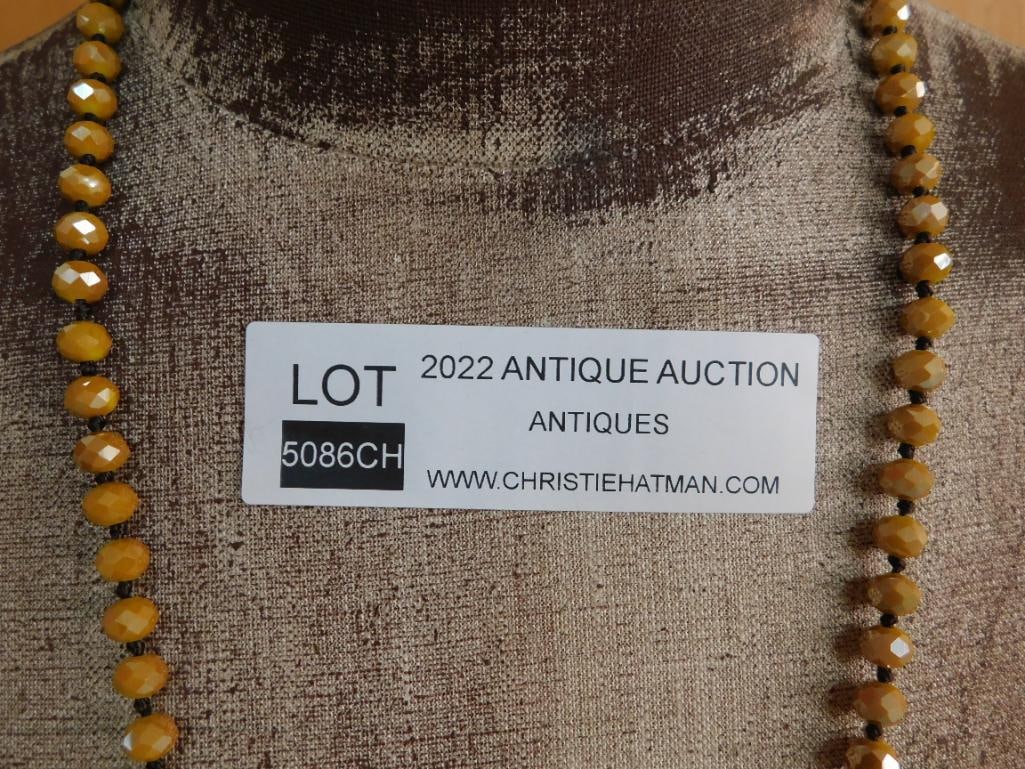 LOT
5086CH
2022 ANTIQUE AUCTION
ANTIQUES
WWW.CHRISTIEHATMAN.COM